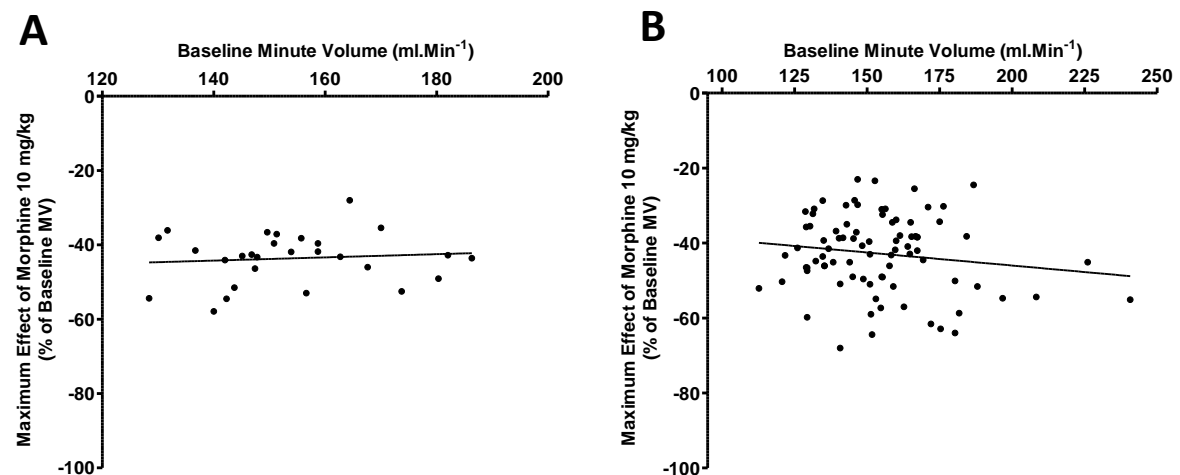 A
Baseline Minute Volume (ml.Min⁻¹)
120 140 160 180 200
0
-20
-40
-60
-80
-100
Maximum Effect of Morphine 10 mg/kg
(% of Baseline MV)
B
Baseline Minute Volume (ml.Min⁻¹)
100 125 150 175 200 225 250
0
-20
-40
-60
-80
-100
Maximum Effect of Morphine 10 mg/kg
(% of Baseline MV)